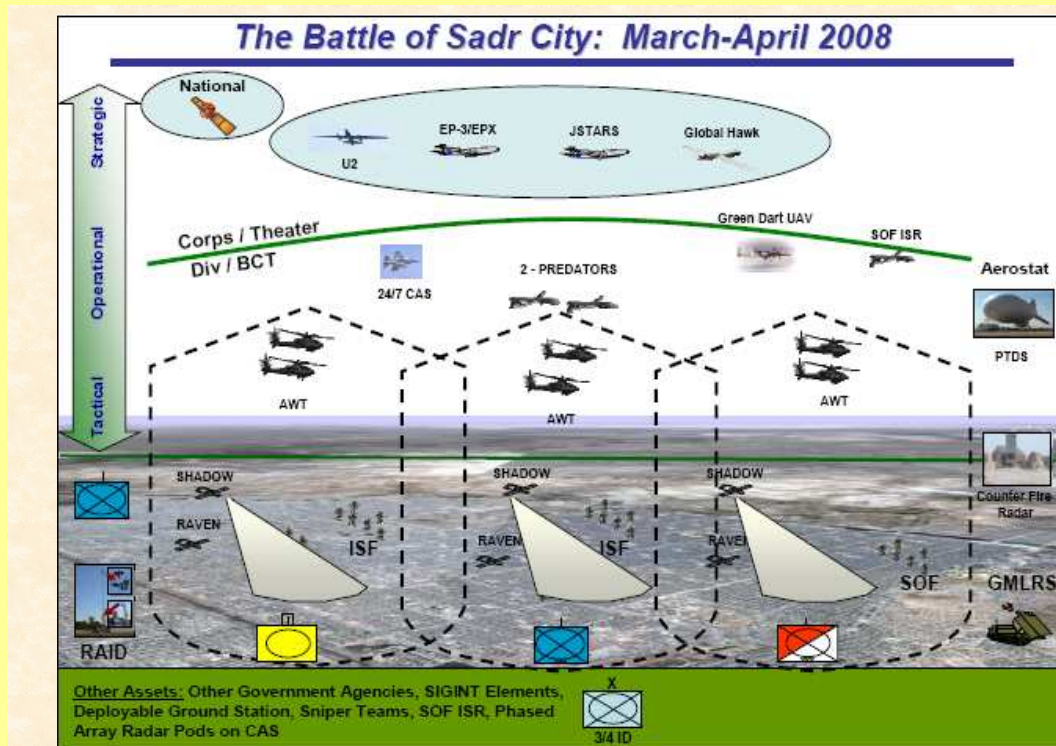 The Battle of Sadr City: March-April 2008
National
Strategic
Operational
Tactical
U2
EP-3/EPX
JSTARS
Global Hawk
Corps / Theater
Div / BCT
Green Dart UAV
SOF ISR
24/7 CAS
2 - PREDATORS
Aerostat
PTDS
AWT
AWT
AWT
SHADOW
SHADOW
SHADOW
Counter Fire
Radar
RAVEN
ISF
RAVEN
ISF
RAVEN
SOF
GMLRS
RAID
Other Assets: Other Government Agencies, SIGINT Elements,
Deployable Ground Station, Sniper Teams, SOF ISR, Phased
Array Radar Pods on CAS
X
3/4 ID